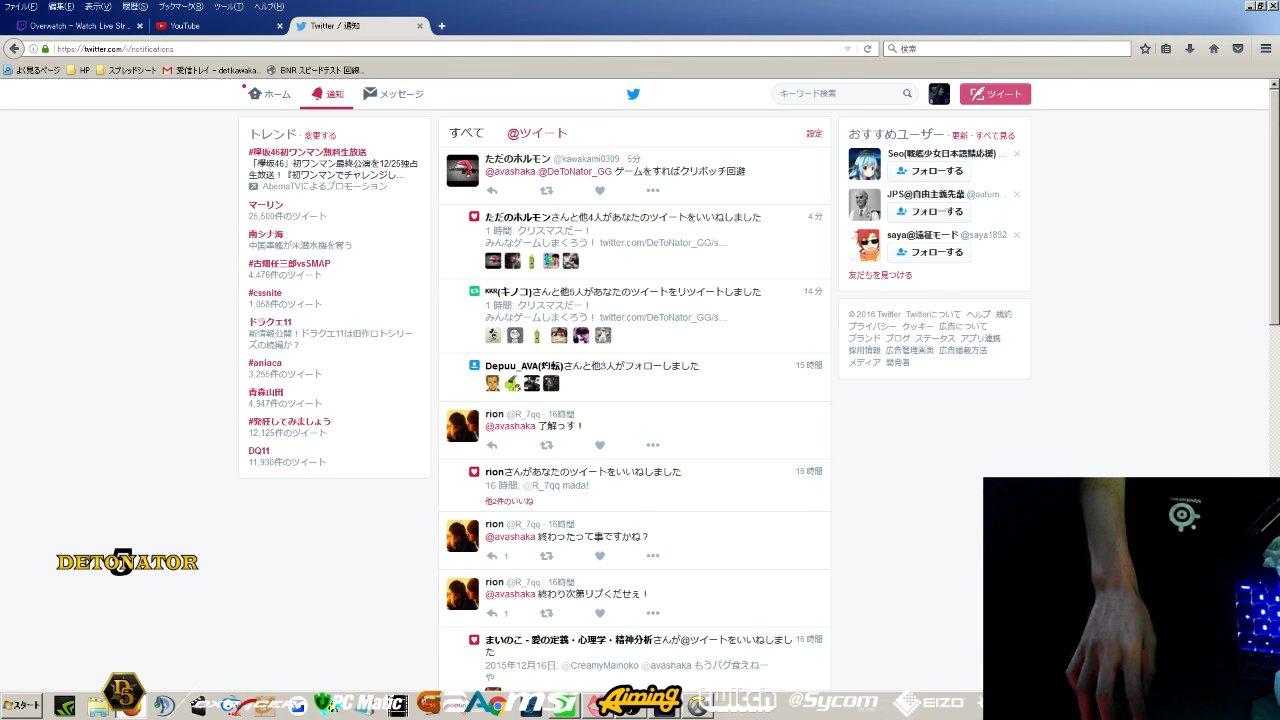 ファイル(F) 編集(E) 表示(V) 履歴(S) ブックマーク(B) ツール(T) ヘルプ(H)
Overwatch - Watch Live Str...
YouTube
Twitter / 通知
https://twitter.com/i/notifications
検索
よく見るページ HP スプレッドシート 受信トレイ - detkawaka... BNR スピードテスト 回線...
ホーム 通知 メッセージ
キーワード検索
ツイート
トレンド · 変更する
#欅坂46初ワンマン無料生放送
「欅坂46」初ワンマン最終公演を12/25独占
生放送！『初ワンマンでチャレンジし...
AbemaTVによるプロモーション
マーリン
25,500件のツイート
南シナ海
中国軍艦が米潜水機を奪う
#古畑任三郎vsSMAP
4,476件のツイート
#cssnite
1,058件のツイート
ドラクエ11
新情報公開！ドラクエ11は旧作ロトシリー
ズの続編か？
#aniaca
3,255件のツイート
青森山田
4,947件のツイート
#発狂してみましょう
12,125件のツイート
DQ11
11,930件のツイート
すべて @ツイート 設定
ただのホルモン @kawakami0309 · 5分
@avashaka @DeToNator_GG ゲームをすればクリボッチ回避
ただのホルモンさんと他4人があなたのツイートをいいねしました 4 分
1 時間: クリスマスだー！
みんなゲームしまくろう！ twitter.com/DeToNator_GG/s...
KKR(キノコ)さんと他5人があなたのツイートをリツイートしました 14 分
1 時間: クリスマスだー！
みんなゲームしまくろう！ twitter.com/DeToNator_GG/s...
Depuu_AVA(灼転)さんと他3人がフォローしました 15 時間
rion @R_7qq · 16時間
@avashaka 了解っす！
rionさんがあなたのツイートをいいねしました 16 時間
16 時間: @R_7qq mada!
他2件のいいね
rion @R_7qq · 16時間
@avashaka 終わったって事ですかね？
1
rion @R_7qq · 16時間
@avashaka 終わり次第リプくだせぇ！
1
まいのこ - 愛の定義・心理学・精神分析さんが@ツイートをいいねしまし 16 時間
た
2015年12月16日: @CreamyMainoko @avashaka もうパグ食えねー
や
おすすめユーザー · 更新 · すべて見る
Seo(戦艦少女日本語鯖応援) ...
フォローする
JPS@自由主義先輩 @autum...
フォローする
saya@遠征モード @saya1892
フォローする
友だちを見つける
© 2016 Twitter Twitterについて ヘルプ 規約
プライバシー クッキー 広告について
ブランド ブログ ステータス アプリ連携
採用情報 広告管理画面 広告掲載方法
メディア 開発者
DETONATOR
5
スタート
PC Matic
Aiming
twitch
@Sycom
EIZO